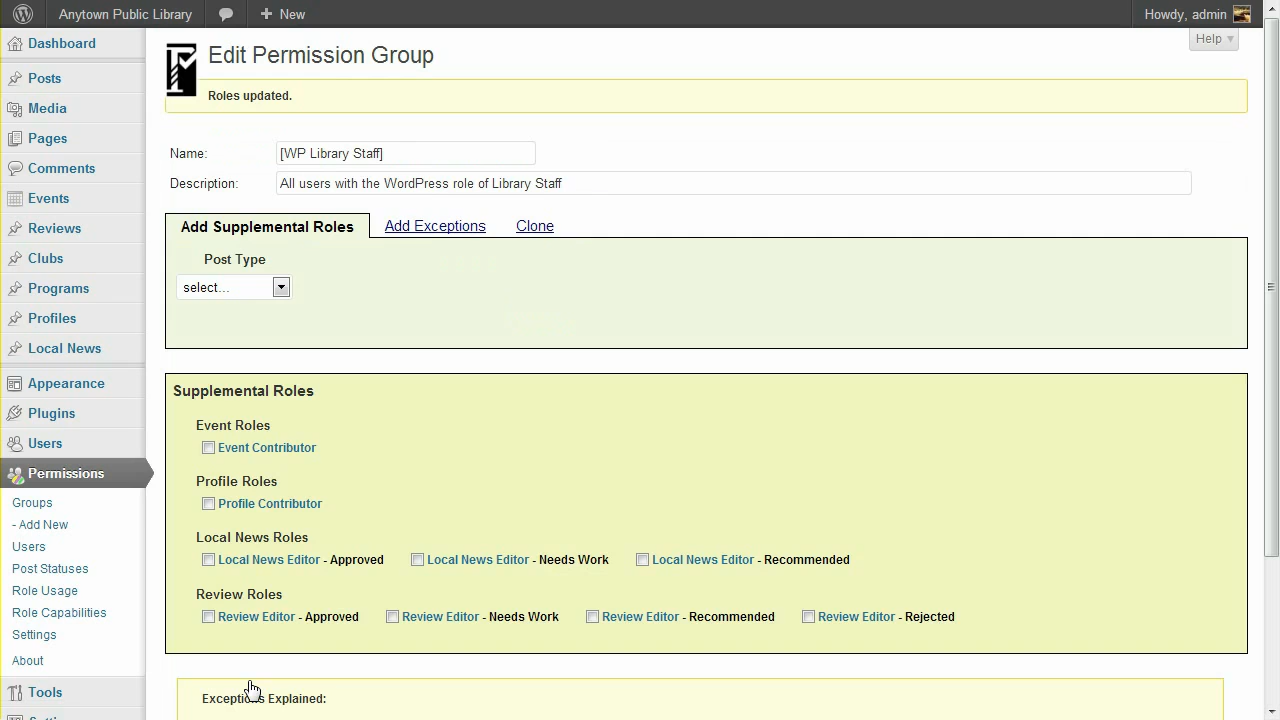 Anytown Public Library
New
Howdy, admin
Help
Dashboard
Posts
Media
Pages
Comments
Events
Reviews
Clubs
Programs
Profiles
Local News
Appearance
Plugins
Users
Permissions
Groups
- Add New
Users
Post Statuses
Role Usage
Role Capabilities
Settings
About
Tools
Edit Permission Group
Roles updated.
Name: [WP Library Staff]
Description: All users with the WordPress role of Library Staff
Add Supplemental Roles Add Exceptions Clone
Post Type
select...
Supplemental Roles
Event Roles
Event Contributor
Profile Roles
Profile Contributor
Local News Roles
Local News Editor - Approved Local News Editor - Needs Work Local News Editor - Recommended
Review Roles
Review Editor - Approved Review Editor - Needs Work Review Editor - Recommended Review Editor - Rejected
Exceptions Explained: